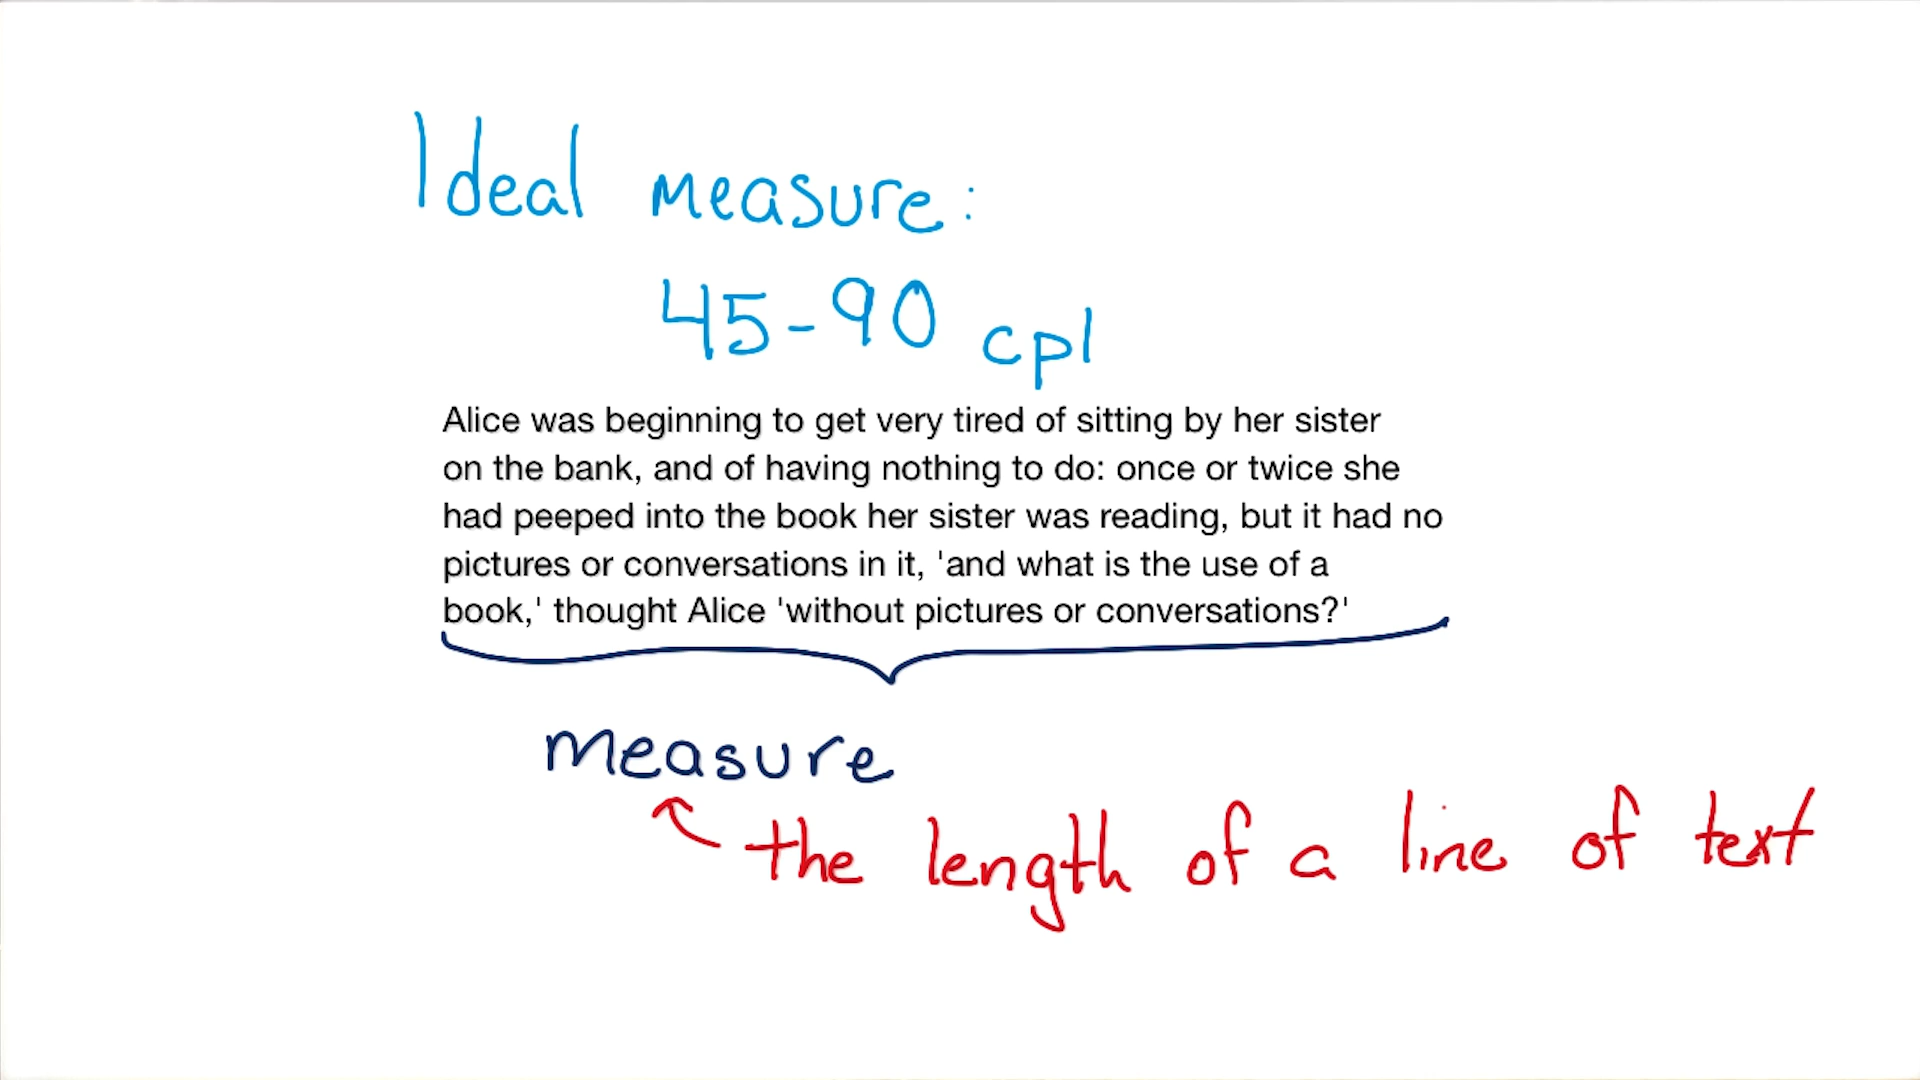 Ideal measure:
45-90 cpl
Alice was beginning to get very tired of sitting by her sister
on the bank, and of having nothing to do: once or twice she
had peeped into the book her sister was reading, but it had no
pictures or conversations in it, 'and what is the use of a
book,' thought Alice 'without pictures or conversations?'
measure
the length of a line of text